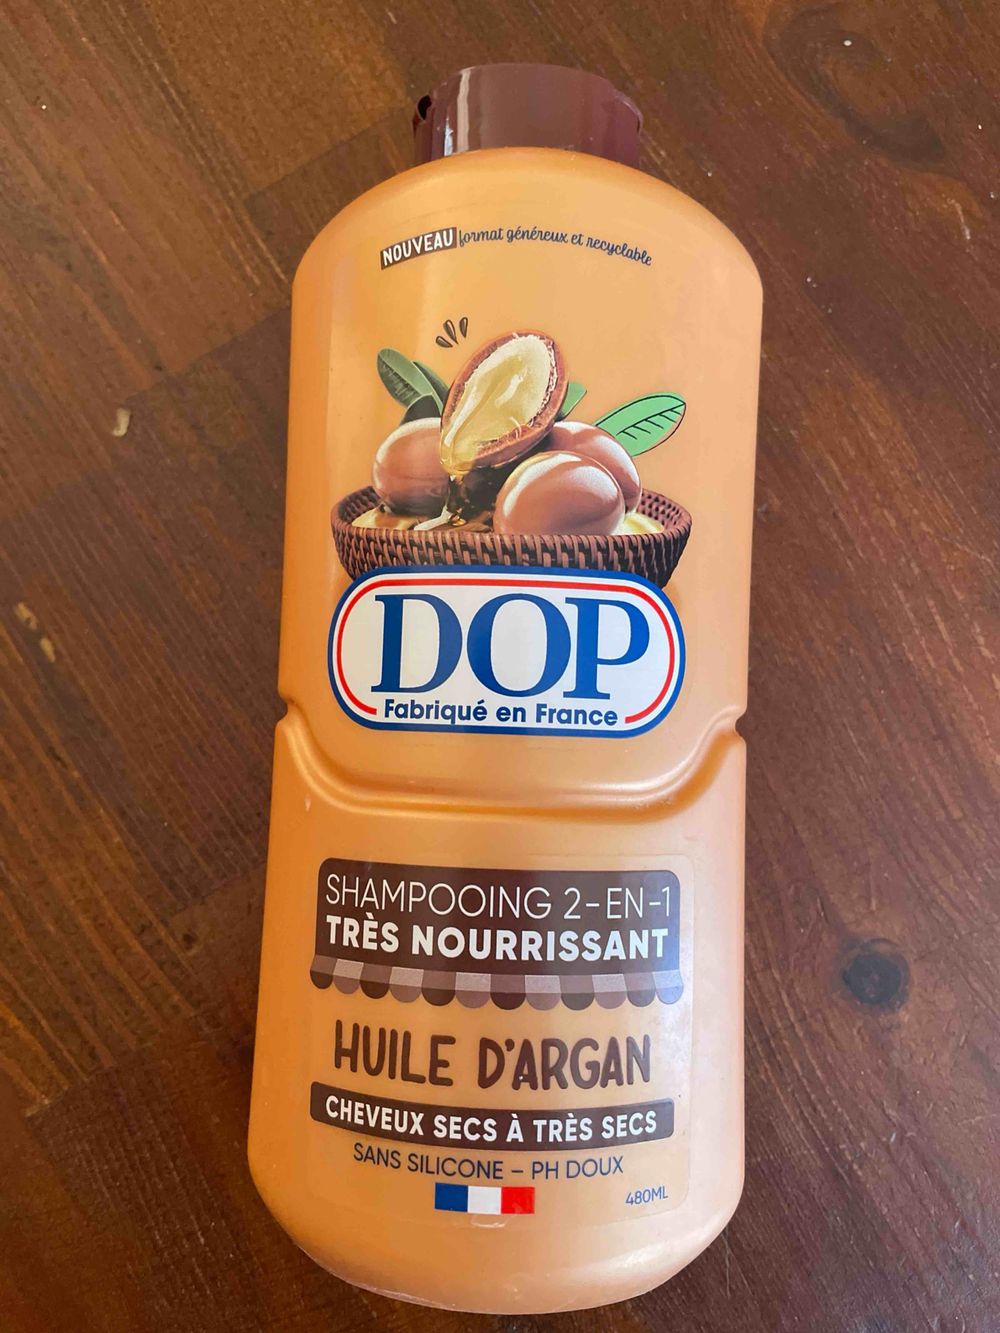 NOUVEAU format généreux et recyclable
DOP
Fabriqué en France
SHAMPOOING 2-EN-1
TRÈS NOURRISSANT
HUILE D'ARGAN
CHEVEUX SECS À TRÈS SECS
SANS SILICONE – PH DOUX
480ML